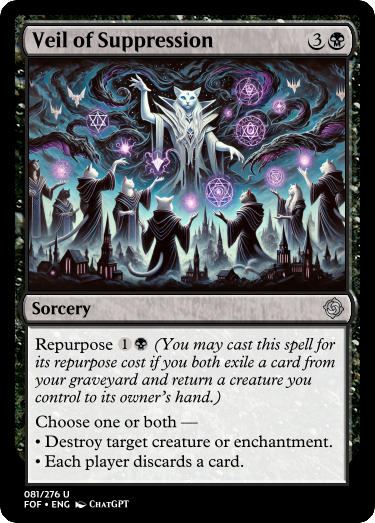 Veil of Suppression 3
Sorcery
Repurpose 1 (You may cast this spell for
its repurpose cost if you both exile a card from
your graveyard and return a creature you
control to its owner's hand.)
Choose one or both —
• Destroy target creature or enchantment.
• Each player discards a card.
081/276 U
FOF • ENG ChatGPT